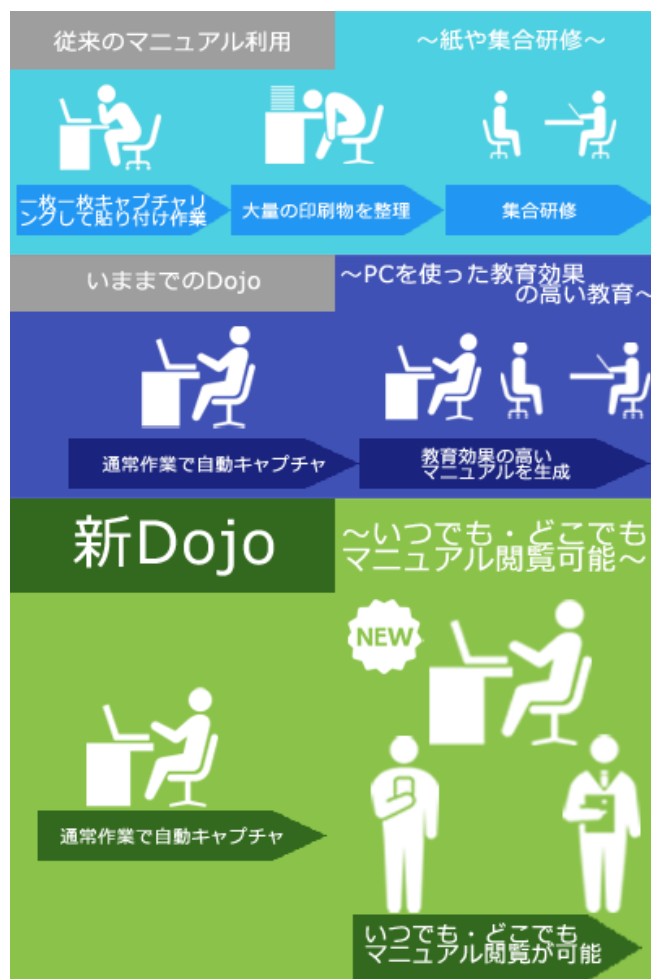 従来のマニュアル利用
～紙や集合研修～
一枚一枚キャプチャリ
ングして貼り付け作業
大量の印刷物を整理
集合研修
いままでのDojo
～PCを使った教育効果
の高い教育～
通常作業で自動キャプチャ
教育効果の高い
マニュアルを生成
新Dojo
～いつでも・どこでも
マニュアル閲覧可能～
NEW
通常作業で自動キャプチャ
いつでも・どこでも
マニュアル閲覧が可能